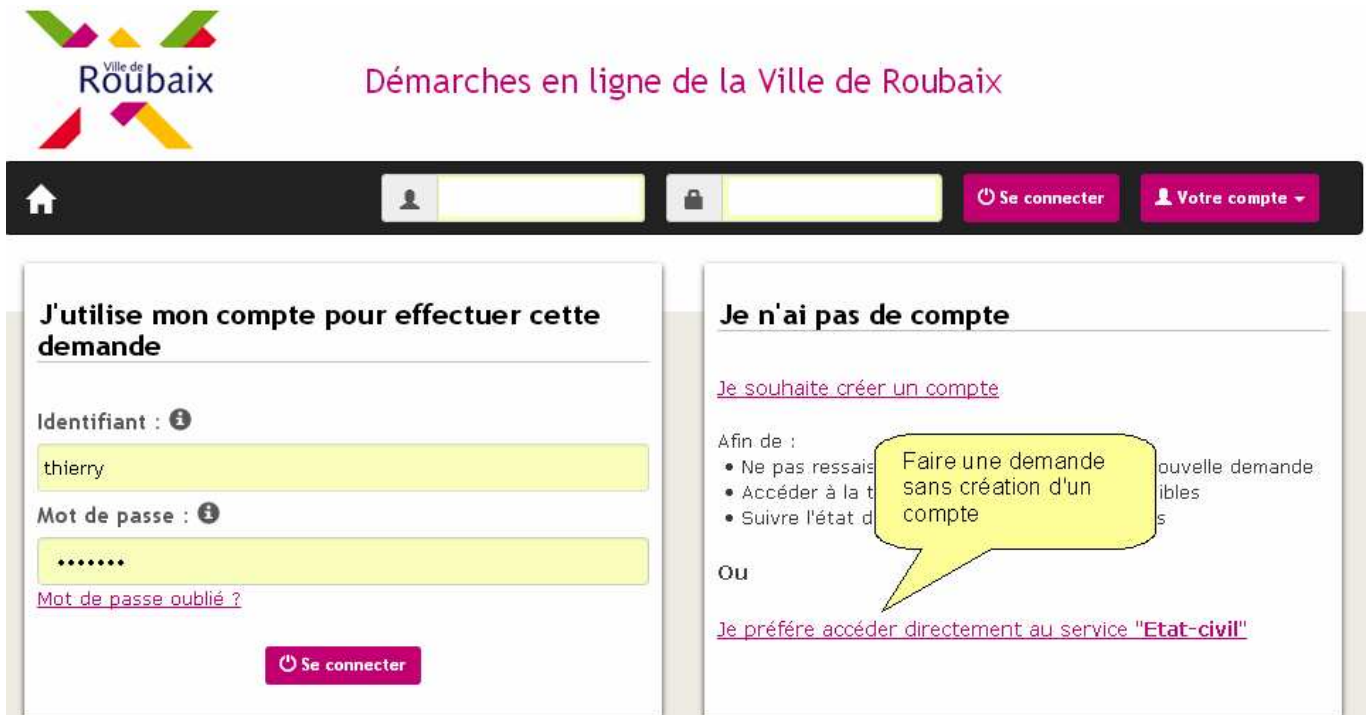 Ville de
Roubaix
Démarches en ligne de la Ville de Roubaix
Se connecter
Votre compte
J'utilise mon compte pour effectuer cette
demande
Identifiant :
thierry
Mot de passe :
•••••••
Mot de passe oublié ?
Se connecter
Je n'ai pas de compte
Je souhaite créer un compte
Afin de :
• Ne pas ressais ouvelle demande
• Accéder à la t ibles
• Suivre l'état d s
Faire une demande
sans création d'un
compte
Ou
Je préfére accéder directement au service "Etat-civil"